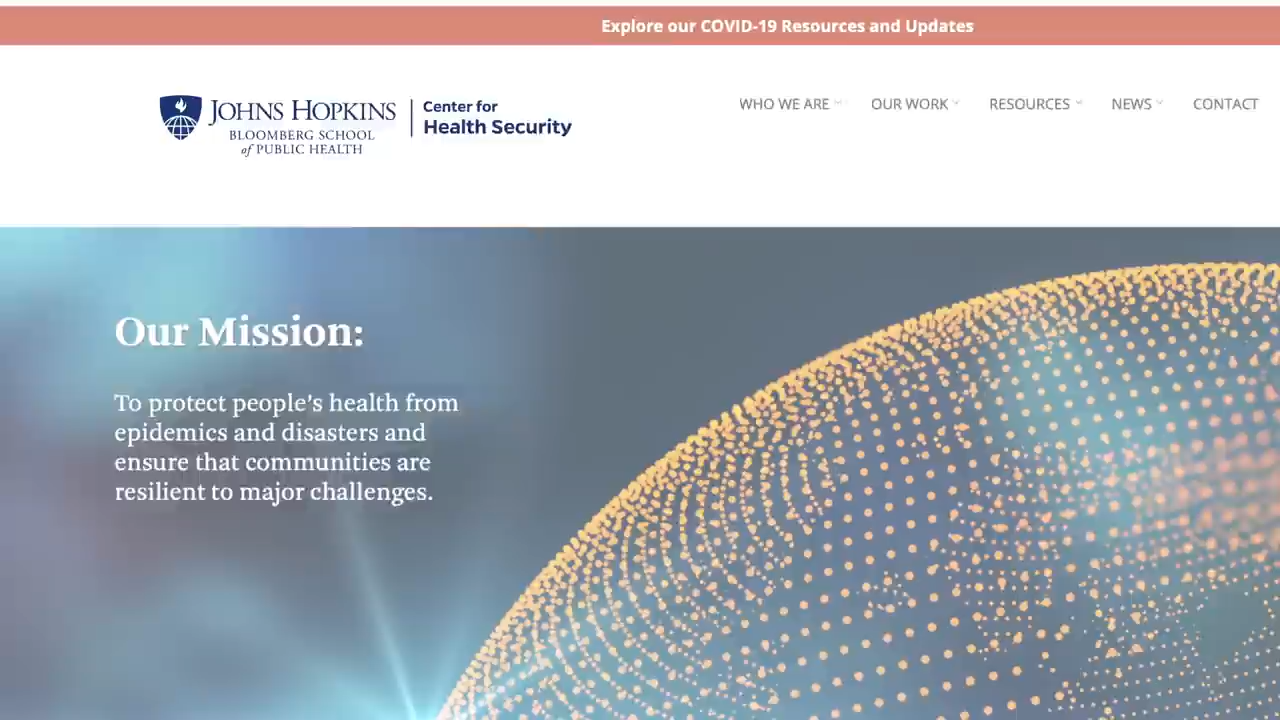 Explore our COVID-19 Resources and Updates
JOHNS HOPKINS
BLOOMBERG SCHOOL
of PUBLIC HEALTH
Center for
Health Security
WHO WE ARE
OUR WORK
RESOURCES
NEWS
CONTACT
Our Mission:
To protect people's health from
epidemics and disasters and
ensure that communities are
resilient to major challenges.